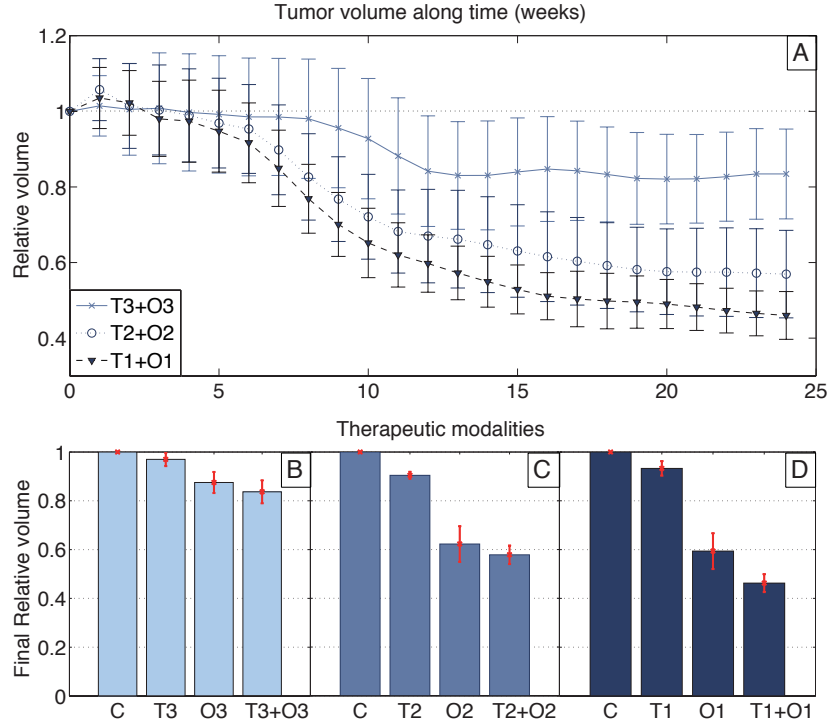 Tumor volume along time (weeks)
A
1.2
1
0.8
0.6
0.4
Relative volume
T3+O3
T2+O2
T1+O1
0 5 10 15 20 25
Therapeutic modalities
B C D
1
0.8
0.6
0.4
0.2
0
Final Relative volume
C T3 O3 T3+O3 C T2 O2 T2+O2 C T1 O1 T1+O1